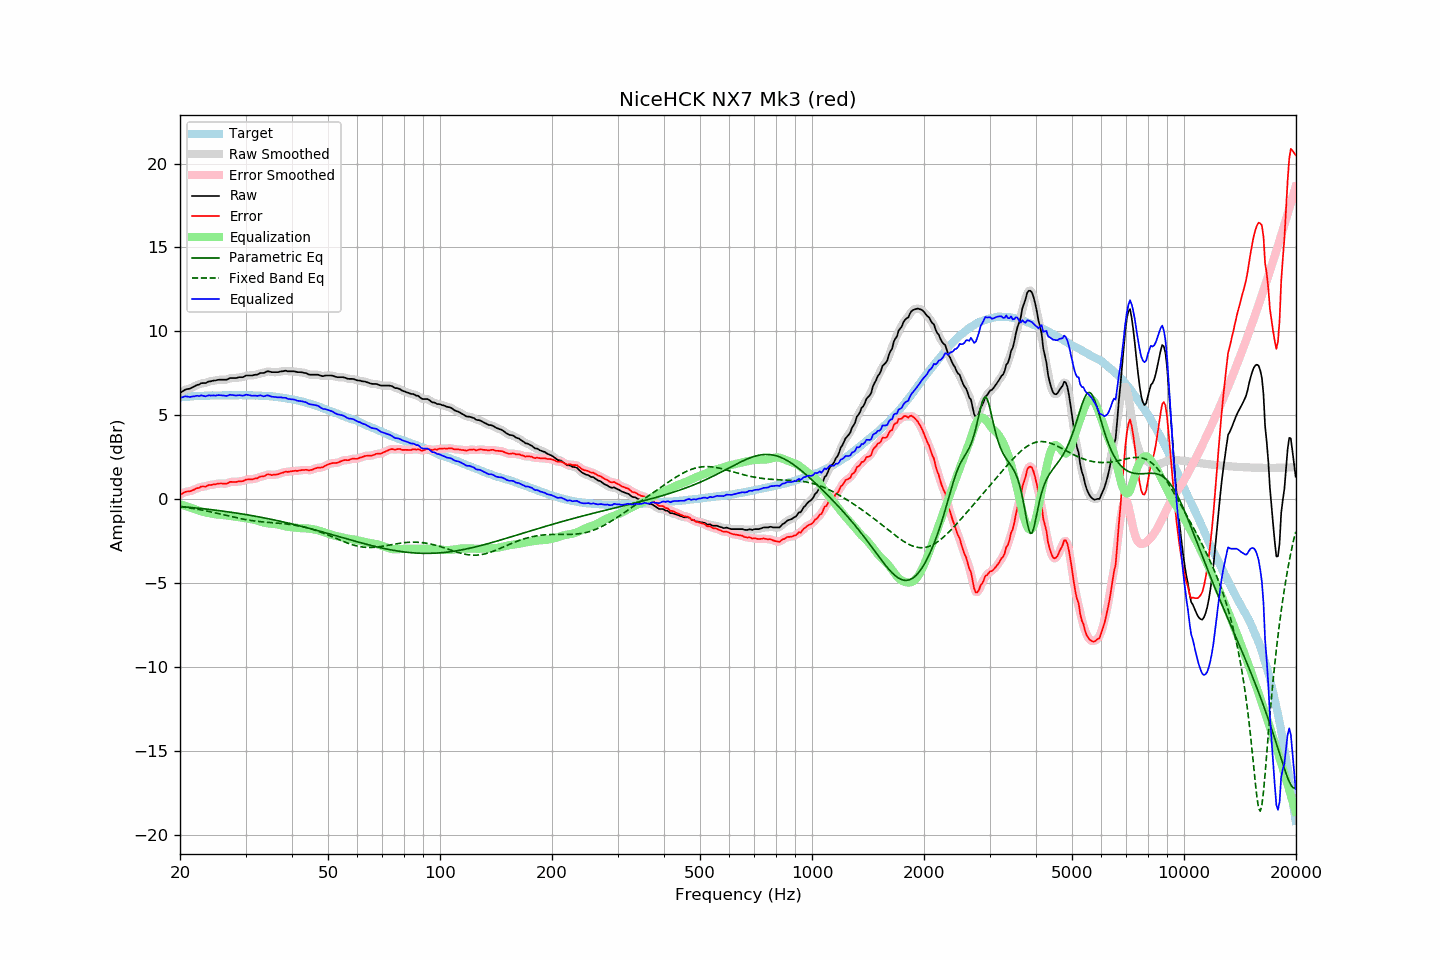 NiceHCK NX7 Mk3 (red)
Target
Raw Smoothed
Error Smoothed
Raw
Error
Equalization
Parametric Eq
Fixed Band Eq
Equalized
Amplitude (dBr)
20
15
10
5
0
−5
−10
−15
−20
20 50 100 200 500 1000 2000 5000 10000 20000
Frequency (Hz)